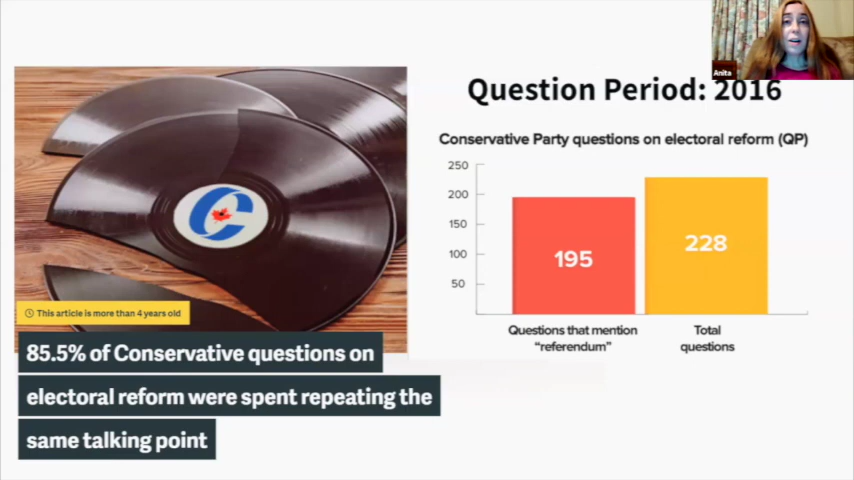 Anita
Question Period: 2016
Conservative Party questions on electoral reform (QP)
250
200
150
100
50
195
228
Questions that mention
“referendum”
Total
questions
This article is more than 4 years old
85.5% of Conservative questions on
electoral reform were spent repeating the
same talking point